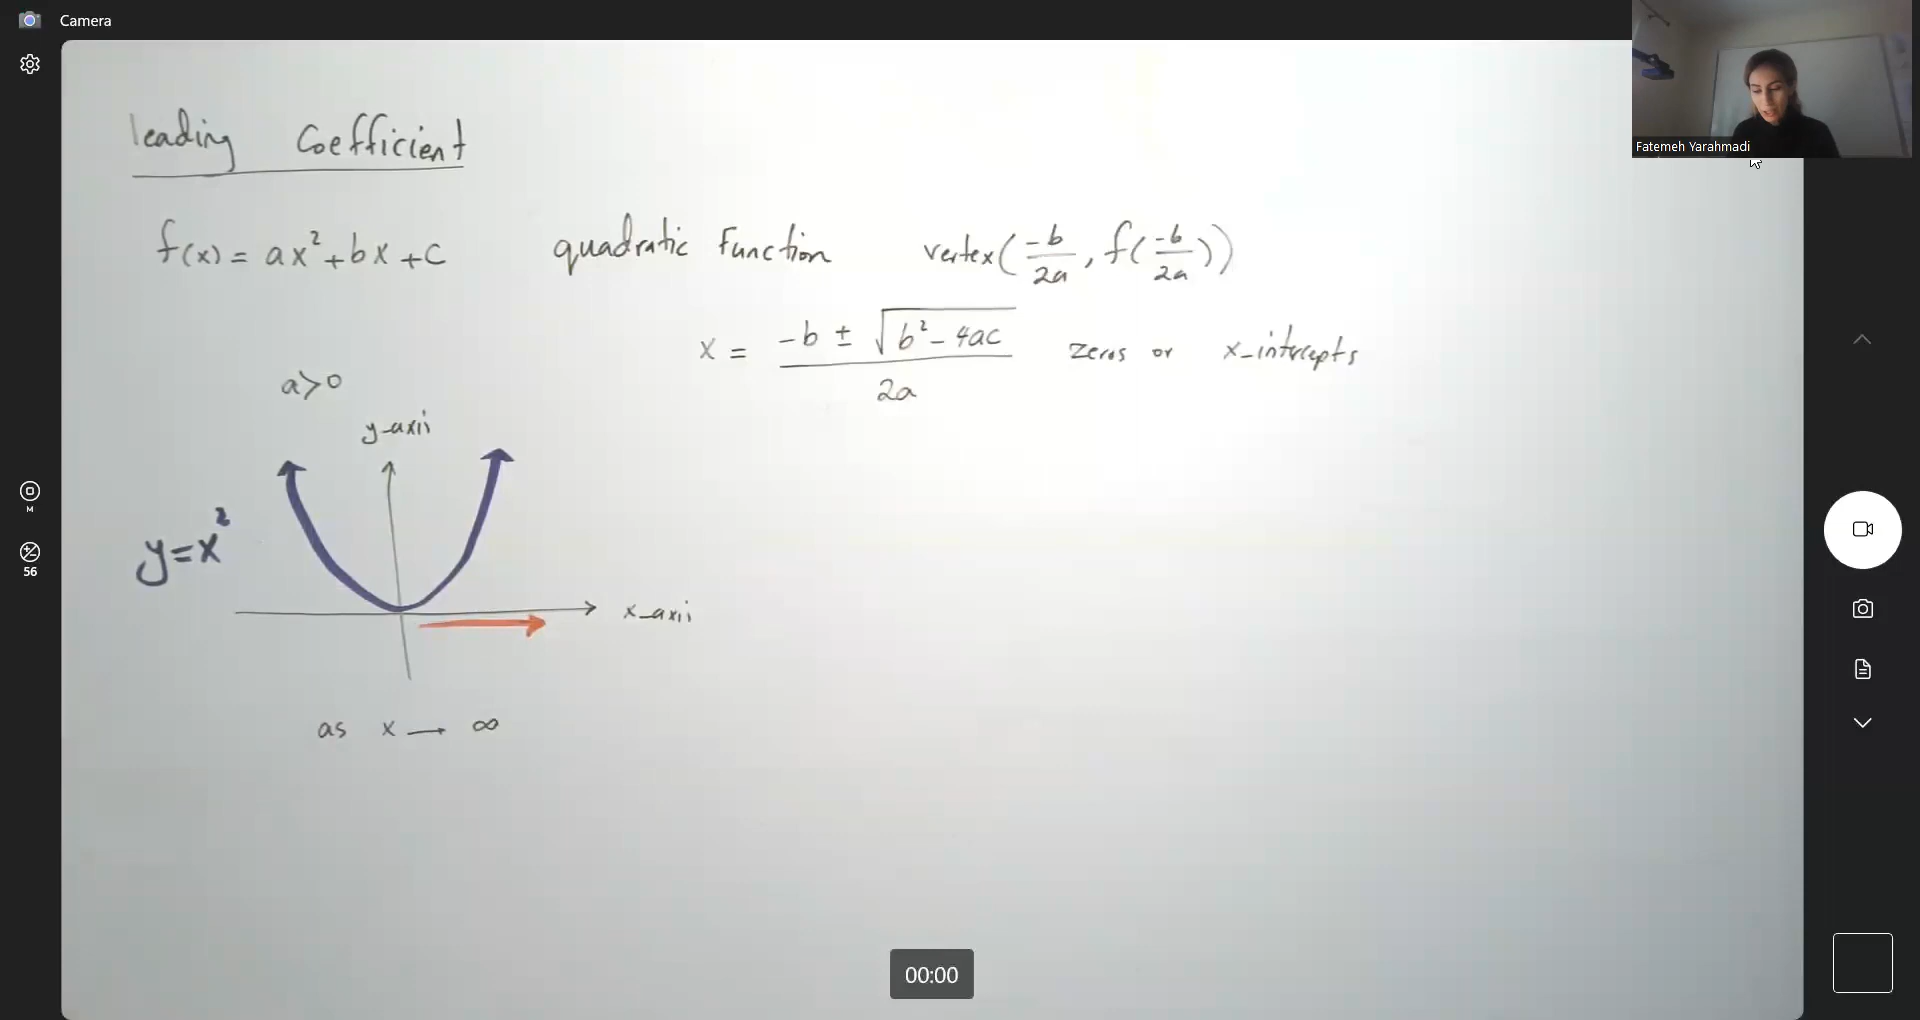 Camera
Fatemeh Yarahmadi
leading Coefficient
f(x) = ax²+bx+c quadratic Function vertex(-b/2a, f(-b/2a))
x = -b ± √b²-4ac / 2a zeros or x-intercepts
a>0
y-axis
y=x²
x-axis
as x → ∞
M
56
00:00